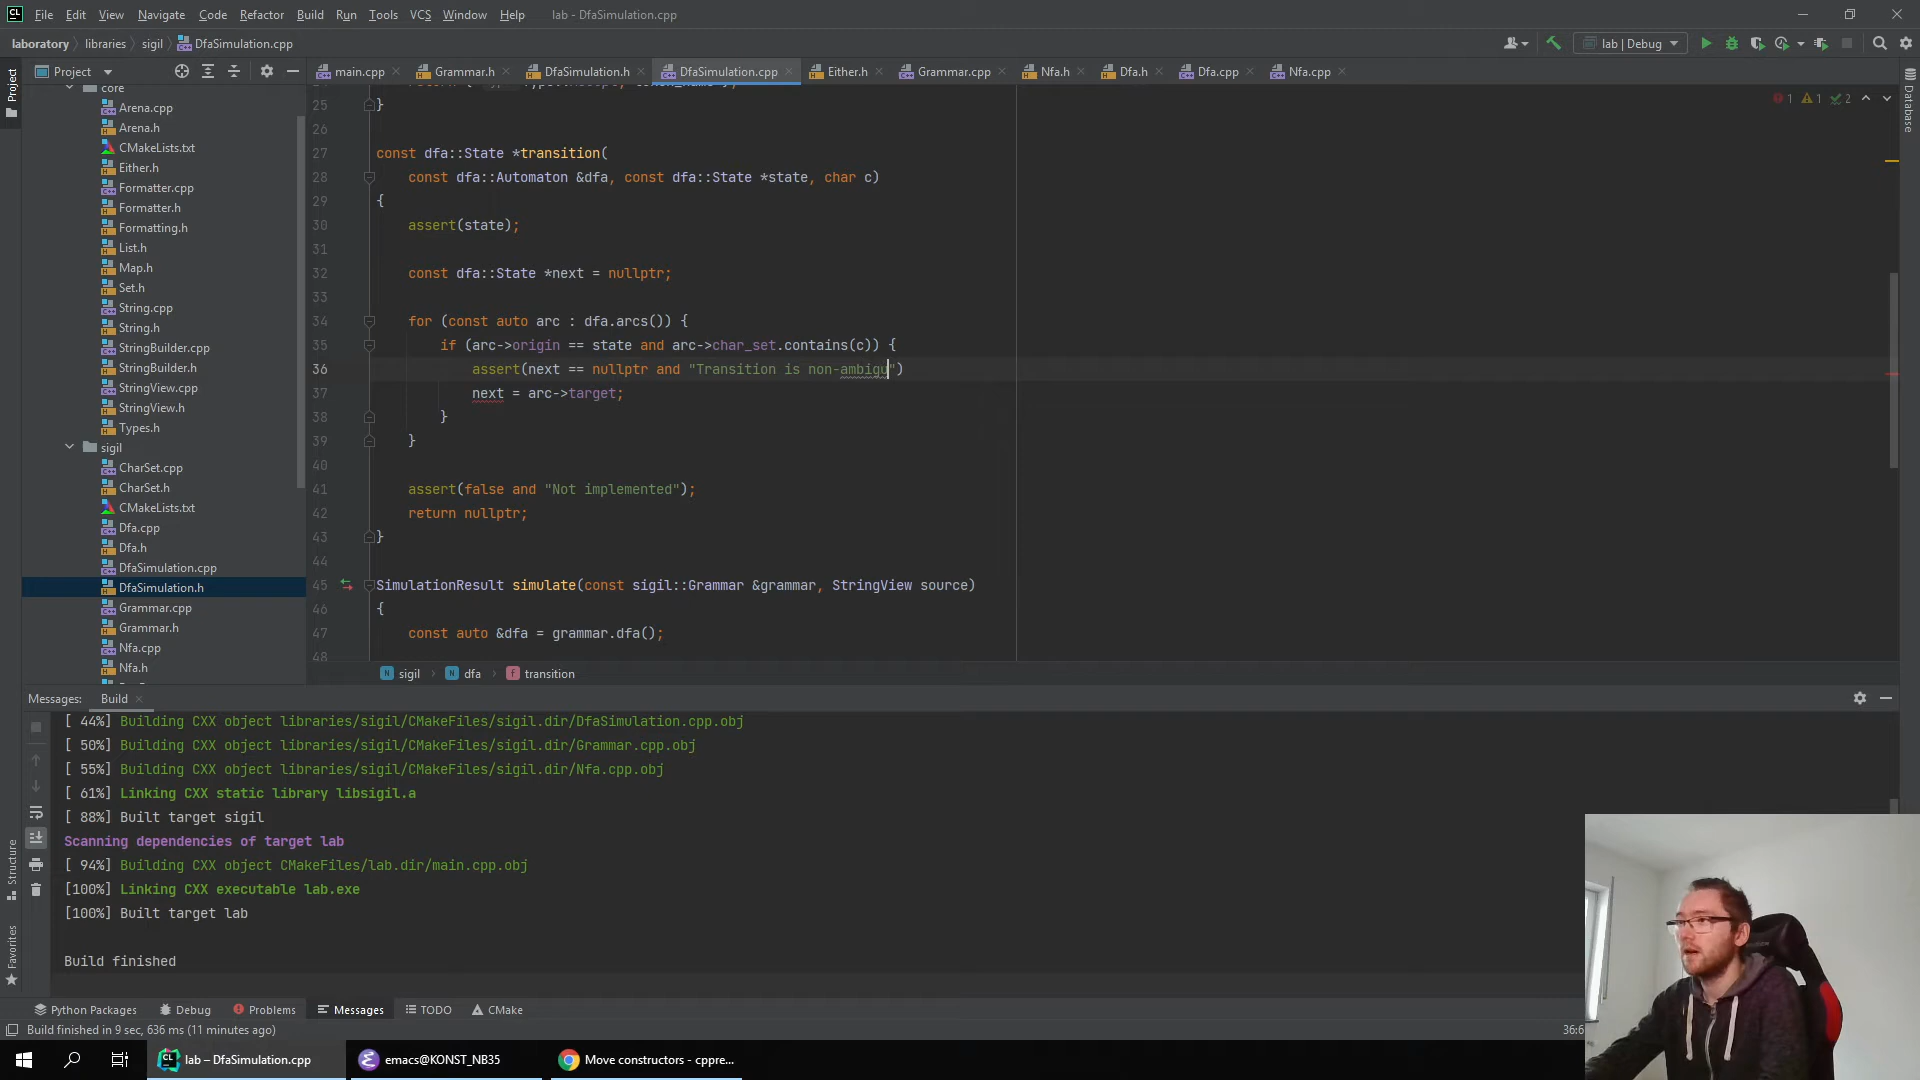 File Edit View Navigate Code Refactor Build Run Tools VCS Window Help lab - DfaSimulation.cpp
laboratory libraries sigil DfaSimulation.cpp lab | Debug
Project main.cpp Grammar.h DfaSimulation.h DfaSimulation.cpp Either.h Grammar.cpp Nfa.h Dfa.h Dfa.cpp Nfa.cpp
Project
Database
core
Arena.cpp
Arena.h
CMakeLists.txt
Either.h
Formatter.cpp
Formatter.h
Formatting.h
List.h
Map.h
Set.h
String.cpp
String.h
StringBuilder.cpp
StringBuilder.h
StringView.cpp
StringView.h
Types.h
sigil
CharSet.cpp
CharSet.h
CMakeLists.txt
Dfa.cpp
Dfa.h
DfaSimulation.cpp
DfaSimulation.h
Grammar.cpp
Grammar.h
Nfa.cpp
Nfa.h
1 1 2
25 }
26
27 const dfa::State *transition(
28 const dfa::Automaton &dfa, const dfa::State *state, char c)
29 {
30 assert(state);
31
32 const dfa::State *next = nullptr;
33
34 for (const auto arc : dfa.arcs()) {
35 if (arc->origin == state and arc->char_set.contains(c)) {
36 assert(next == nullptr and "Transition is non-ambigu")
37 next = arc->target;
38 }
39 }
40
41 assert(false and "Not implemented");
42 return nullptr;
43 }
44
45 SimulationResult simulate(const sigil::Grammar &grammar, StringView source)
46 {
47 const auto &dfa = grammar.dfa();
48
sigil dfa transition
Messages: Build
[ 44%] Building CXX object libraries/sigil/CMakeFiles/sigil.dir/DfaSimulation.cpp.obj
[ 50%] Building CXX object libraries/sigil/CMakeFiles/sigil.dir/Grammar.cpp.obj
[ 55%] Building CXX object libraries/sigil/CMakeFiles/sigil.dir/Nfa.cpp.obj
[ 61%] Linking CXX static library libsigil.a
[ 88%] Built target sigil
Scanning dependencies of target lab
[ 94%] Building CXX object CMakeFiles/lab.dir/main.cpp.obj
[100%] Linking CXX executable lab.exe
[100%] Built target lab
Build finished
Structure
Favorites
Python Packages Debug Problems Messages TODO CMake
Build finished in 9 sec, 636 ms (11 minutes ago) 36:6
lab – DfaSimulation.cpp emacs@KONST_NB35 Move constructors - cppre...